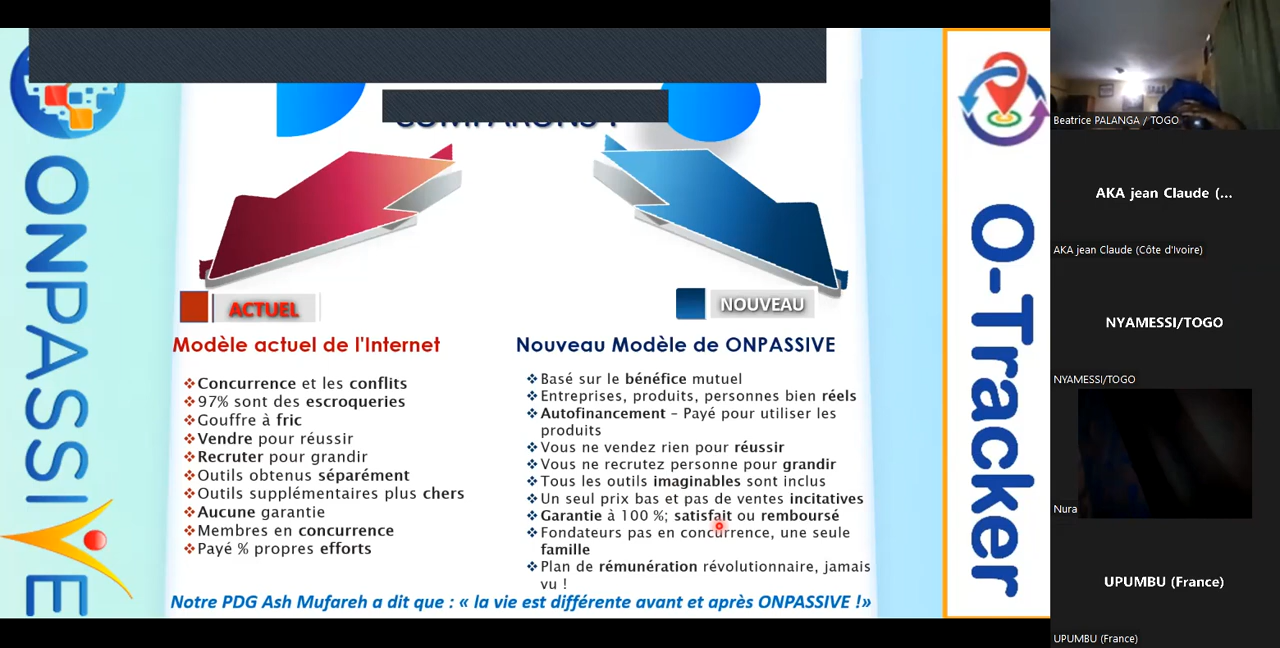 COMPARONS !
ONPASSIVE
ACTUEL
Modèle actuel de l'Internet
❖Concurrence et les conflits
❖97% sont des escroqueries
❖Gouffre à fric
❖Vendre pour réussir
❖Recruter pour grandir
❖Outils obtenus séparément
❖Outils supplémentaires plus chers
❖Aucune garantie
❖Membres en concurrence
❖Payé % propres efforts
NOUVEAU
Nouveau Modèle de ONPASSIVE
❖Basé sur le bénéfice mutuel
❖Entreprises, produits, personnes bien réels
❖Autofinancement – Payé pour utiliser les
produits
❖Vous ne vendez rien pour réussir
❖Vous ne recrutez personne pour grandir
❖Tous les outils imaginables sont inclus
❖Un seul prix bas et pas de ventes incitatives
❖Garantie à 100 %; satisfait ou remboursé
❖Fondateurs pas en concurrence, une seule
famille
❖Plan de rémunération révolutionnaire, jamais
vu !
Notre PDG Ash Mufareh a dit que : « la vie est différente avant et après ONPASSIVE !»
O-Tracker
Beatrice PALANGA / TOGO
AKA jean Claude (...
AKA jean Claude (Côte d'Ivoire)
NYAMESSI/TOGO
NYAMESSI/TOGO
Nura
UPUMBU (France)
UPUMBU (France)